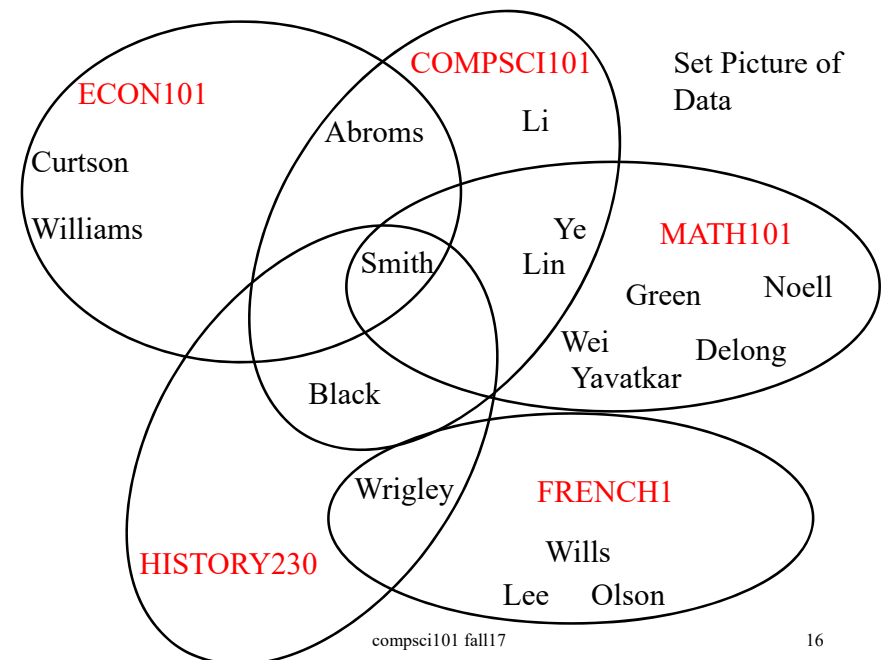 COMPSCI101
Set Picture of
Data
ECON101
Abroms
Li
Curtson
Williams
Ye
MATH101
Smith
Lin
Green
Noell
Wei
Delong
Yavatkar
Black
Wrigley
FRENCH1
Wills
HISTORY230
Lee
Olson
compsci101 fall17
16